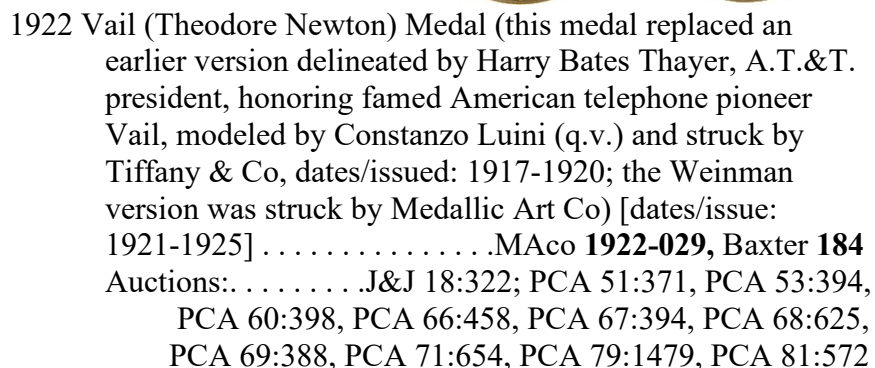 1922 Vail (Theodore Newton) Medal (this medal replaced an
earlier version delineated by Harry Bates Thayer, A.T.&T.
president, honoring famed American telephone pioneer
Vail, modeled by Constanzo Luini (q.v.) and struck by
Tiffany & Co, dates/issued: 1917-1920; the Weinman
version was struck by Medallic Art Co) [dates/issue:
1921-1925] . . . . . . . . . . . . . . .MAco 1922-029, Baxter 184
Auctions:. . . . . . . . .J&J 18:322; PCA 51:371, PCA 53:394,
PCA 60:398, PCA 66:458, PCA 67:394, PCA 68:625,
PCA 69:388, PCA 71:654, PCA 79:1479, PCA 81:572